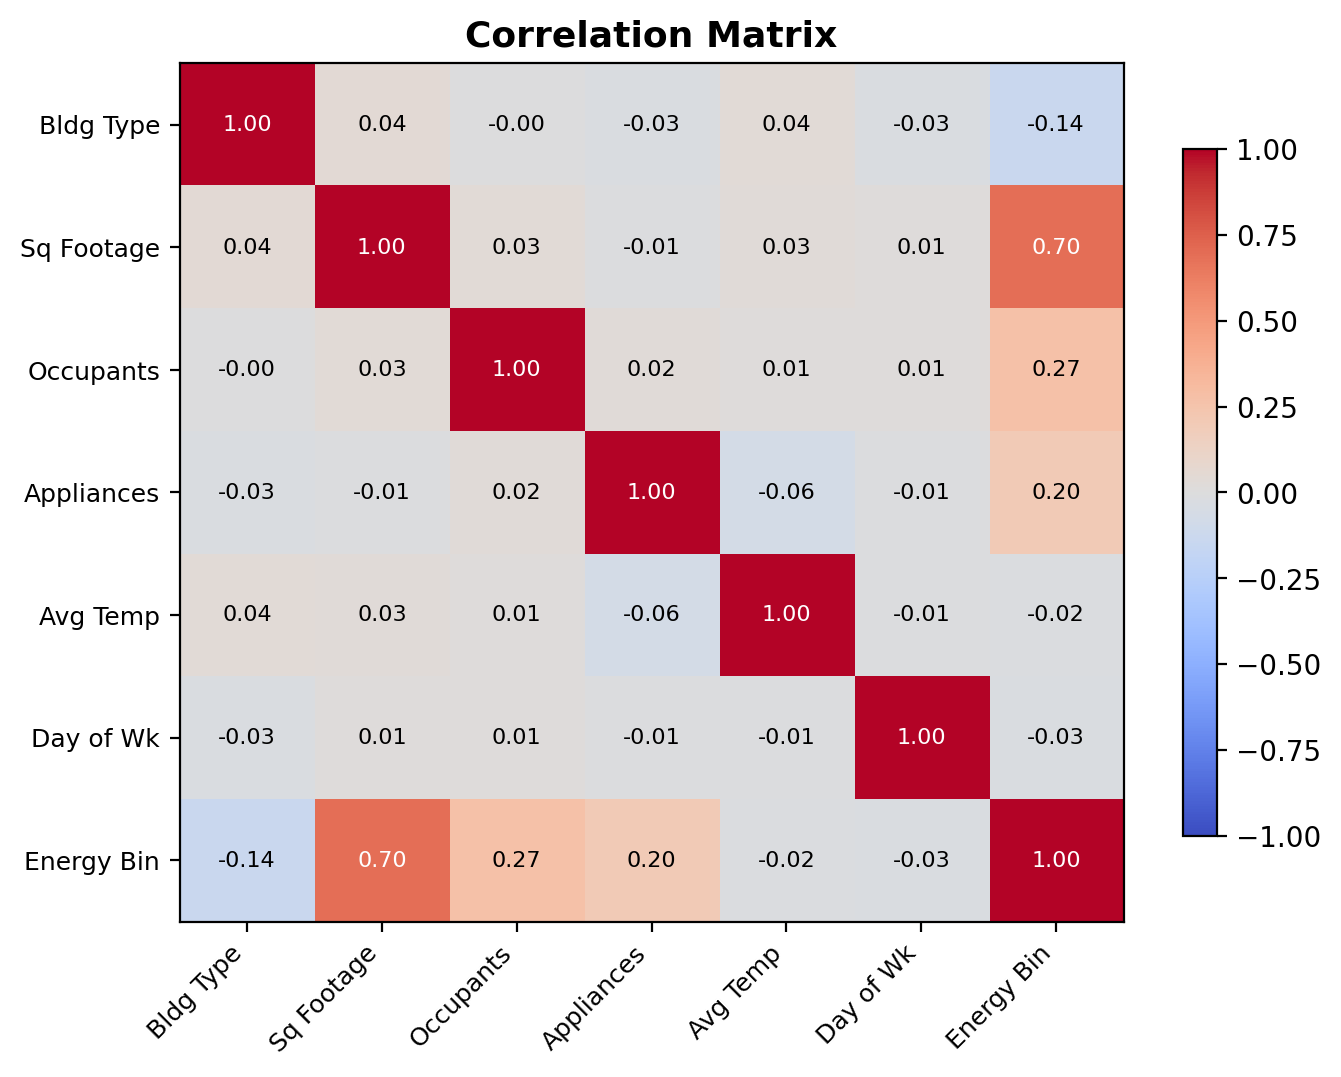 Correlation Matrix
Bldg Type 1.00 0.04 -0.00 -0.03 0.04 -0.03 -0.14
Sq Footage 0.04 1.00 0.03 -0.01 0.03 0.01 0.70
Occupants -0.00 0.03 1.00 0.02 0.01 0.01 0.27
Appliances -0.03 -0.01 0.02 1.00 -0.06 -0.01 0.20
Avg Temp 0.04 0.03 0.01 -0.06 1.00 -0.01 -0.02
Day of Wk -0.03 0.01 0.01 -0.01 -0.01 1.00 -0.03
Energy Bin -0.14 0.70 0.27 0.20 -0.02 -0.03 1.00
Bldg Type Sq Footage Occupants Appliances Avg Temp Day of Wk Energy Bin
1.00
0.75
0.50
0.25
0.00
−0.25
−0.50
−0.75
−1.00